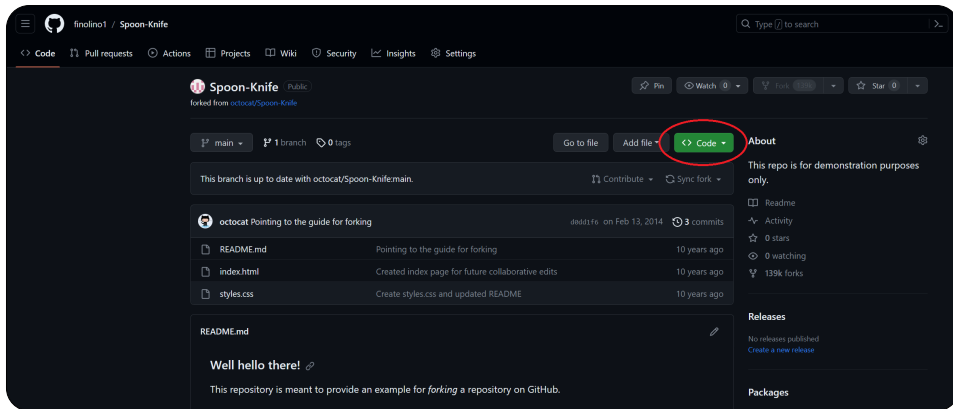 finolino1 / Spoon-Knife
Type / to search
<> Code Pull requests Actions Projects Wiki Security Insights Settings
Spoon-Knife Public
Pin Watch 0 Fork Star 0
forked from octocat/Spoon-Knife
main 1 branch 0 tags Go to file Add file <> Code
About
This branch is up to date with octocat/Spoon-Knife:main. Contribute Sync fork
This repo is for demonstration purposes
only.
Readme
Activity
0 stars
0 watching
139k forks
octocat Pointing to the guide for forking d0dd1f6 on Feb 13, 2014 3 commits
README.md Pointing to the guide for forking 10 years ago
index.html Created index page for future collaborative edits 10 years ago
styles.css Create styles.css and updated README 10 years ago
Releases
No releases published
Create a new release
README.md
Well hello there!
This repository is meant to provide an example for forking a repository on GitHub.
Packages